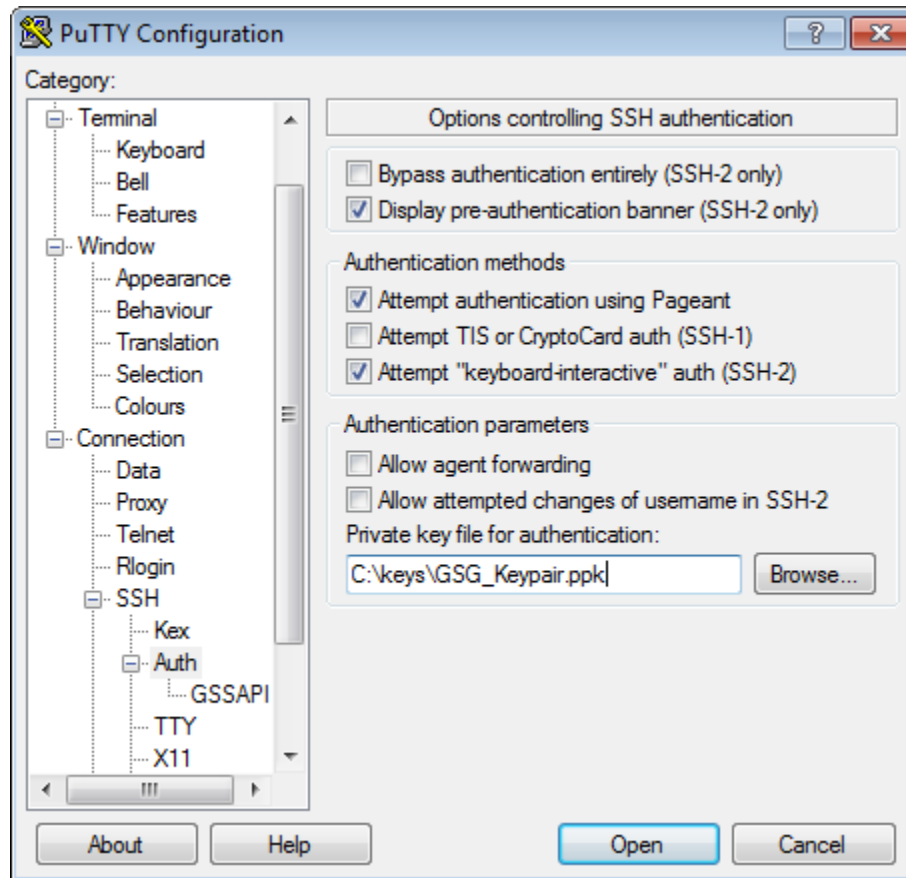 PuTTY Configuration
Category:
Terminal
Keyboard
Bell
Features
Window
Appearance
Behaviour
Translation
Selection
Colours
Connection
Data
Proxy
Telnet
Rlogin
SSH
Kex
Auth
GSSAPI
TTY
X11
Options controlling SSH authentication
Bypass authentication entirely (SSH-2 only)
Display pre-authentication banner (SSH-2 only)
Authentication methods
Attempt authentication using Pageant
Attempt TIS or CryptoCard auth (SSH-1)
Attempt "keyboard-interactive" auth (SSH-2)
Authentication parameters
Allow agent forwarding
Allow attempted changes of username in SSH-2
Private key file for authentication:
C:\keys\GSG_Keypair.ppk
Browse...
About
Help
Open
Cancel